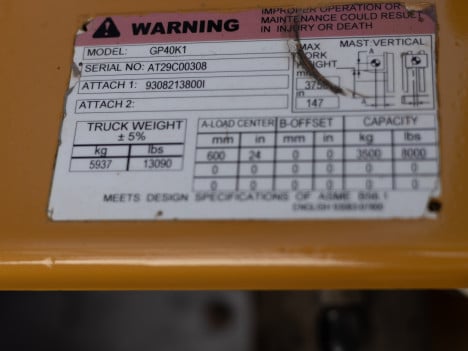 WARNING
IMPROPER OPERATION OR
MAINTENANCE COULD RESULT
IN INJURY OR DEATH
MODEL: GP40K1
SERIAL NO: AT29C00308
ATTACH 1: 9308213800I
ATTACH 2:
MAX FORK HEIGHT
mm
147
MAST: VERTICAL
A
TRUCK WEIGHT
± 5%
kg lbs
5937 13090
A-LOAD CENTER B-OFFSET CAPACITY
mm in mm in kg lbs
600 24 0 0 3500 8000
0 0 0 0 0 0
0 0 0 0 0 0
MEETS DESIGN SPECIFICATIONS OF ASME B56.1